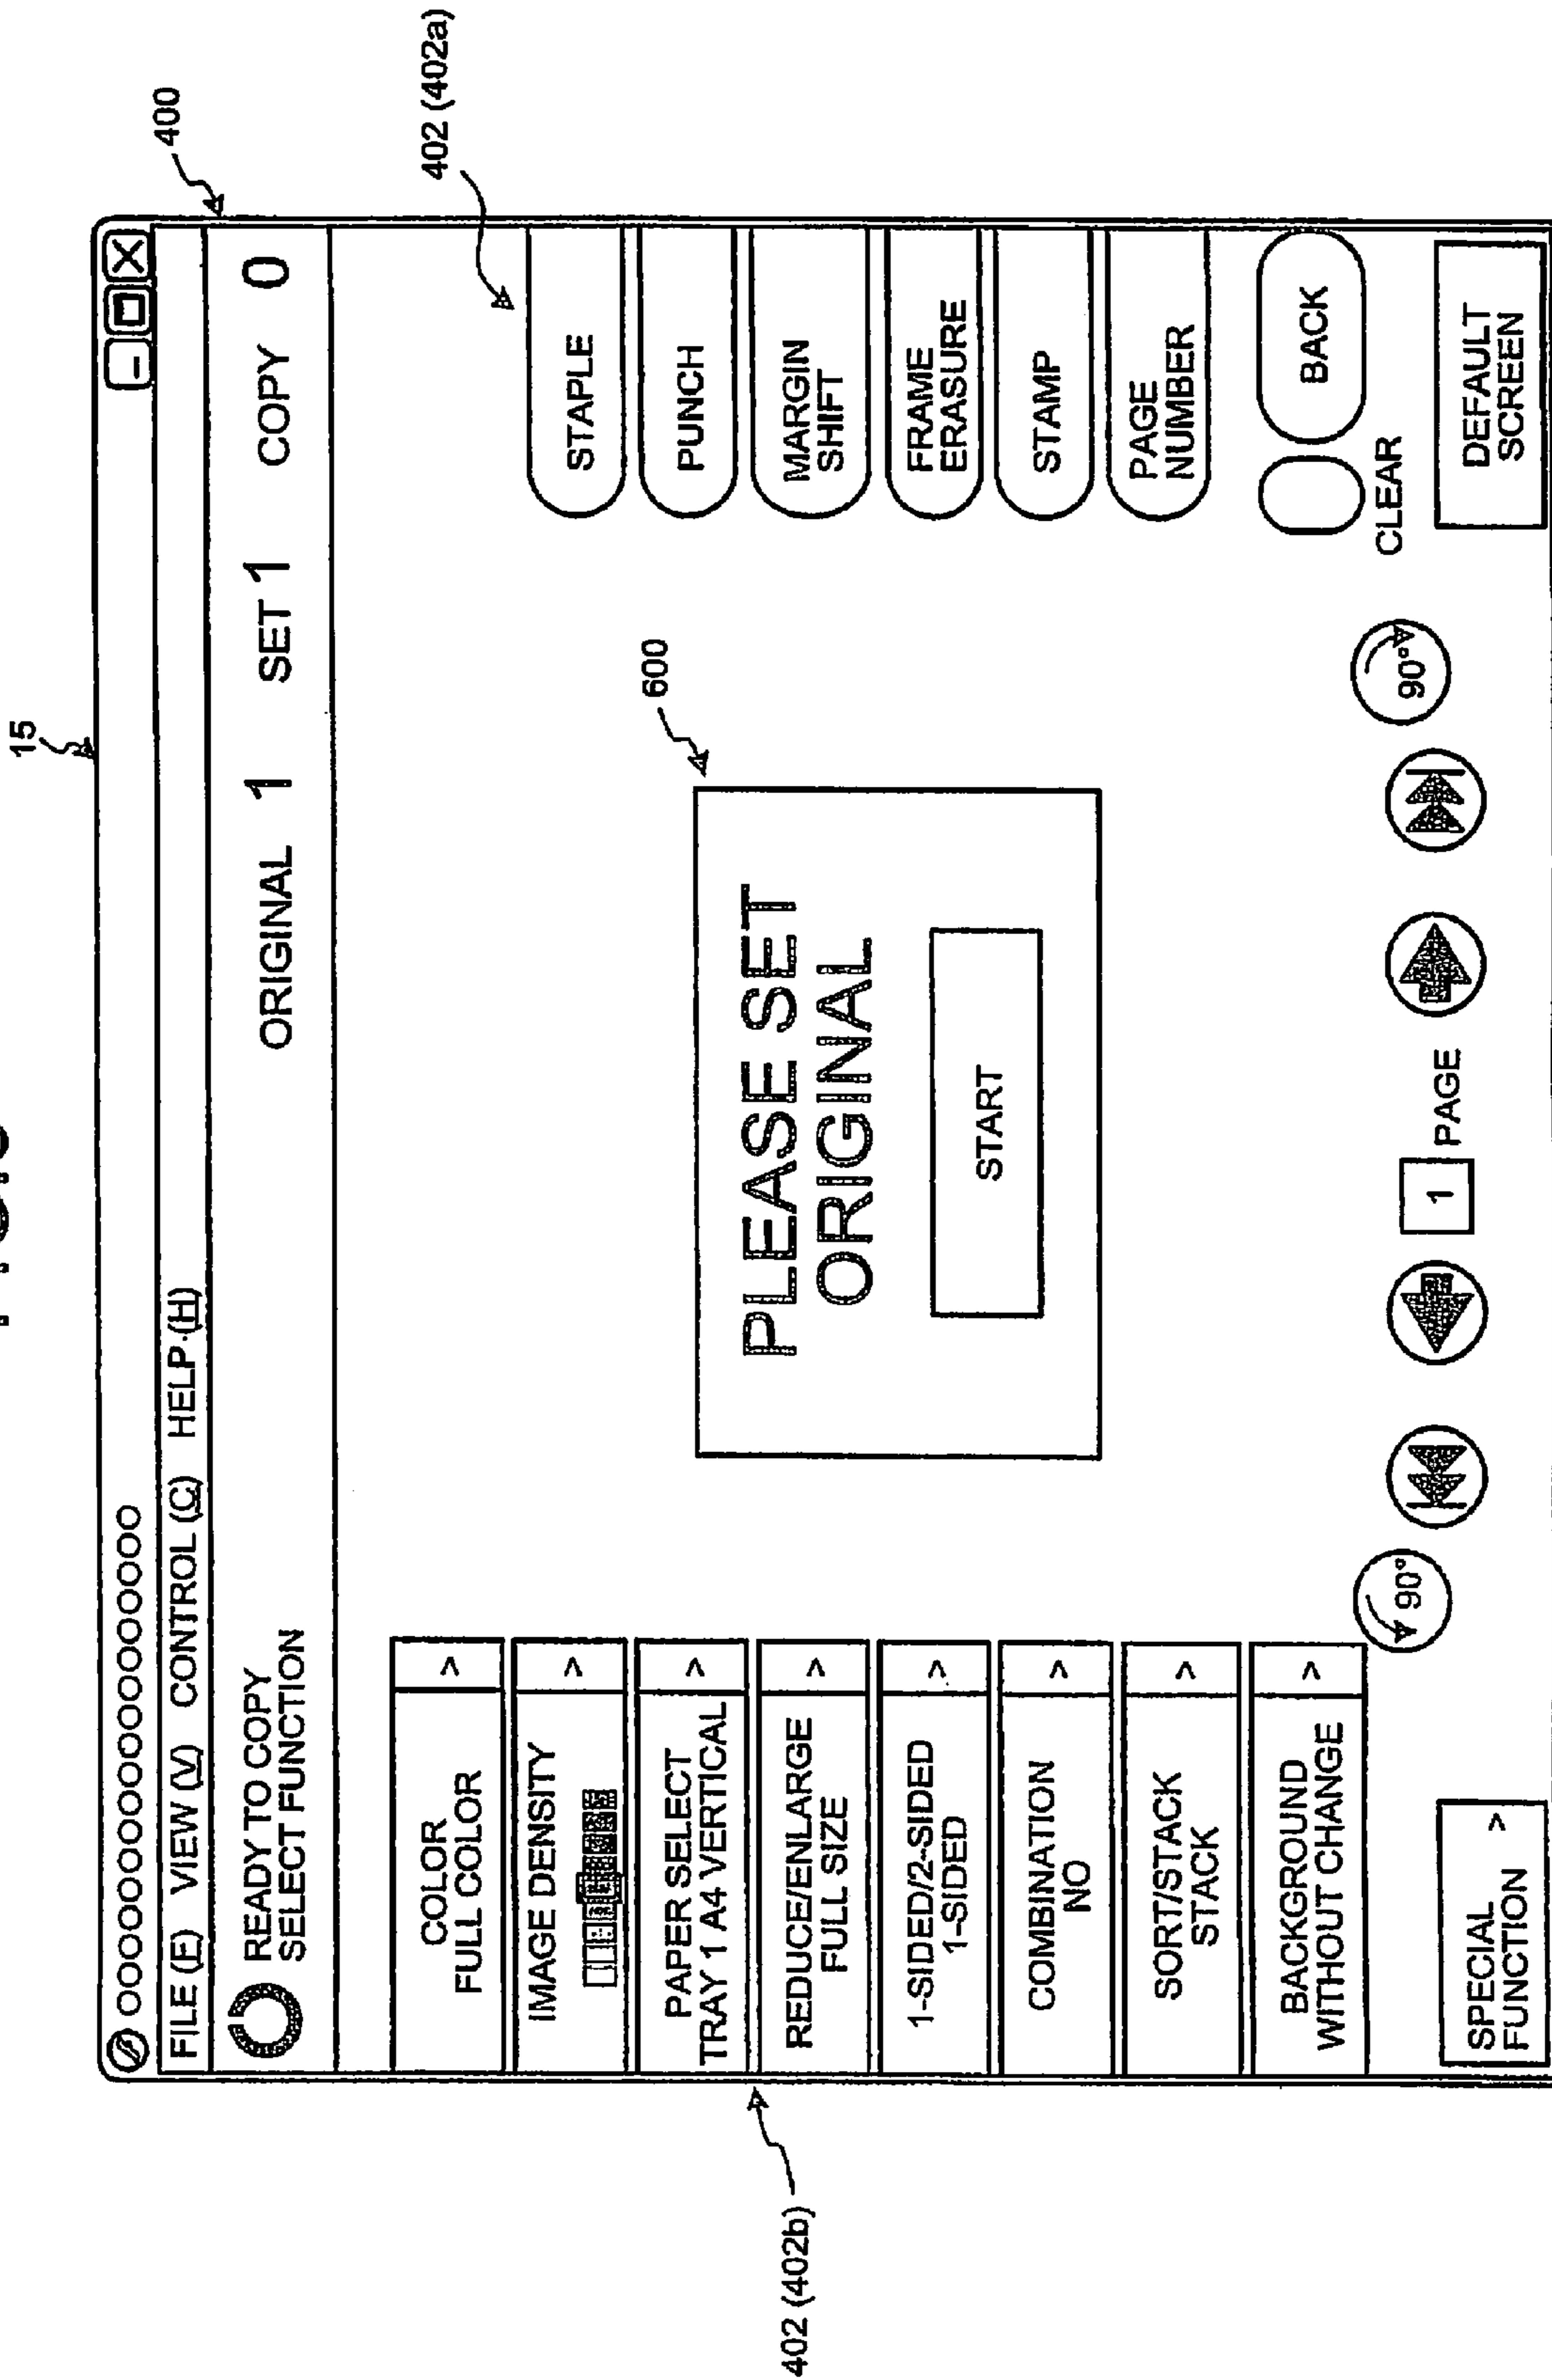 15
400
402 (402a)
FILE (F) VIEW (V) CONTROL (C) HELP (H)
READY TO COPY
SELECT FUNCTION
ORIGINAL 1 SET 1 COPY 0
COLOR
FULL COLOR
>
IMAGE DENSITY
>
PAPER SELECT
TRAY 1 A4 VERTICAL
>
REDUCE/ENLARGE
FULL SIZE
>
1-SIDED/2-SIDED
1-SIDED
>
COMBINATION
NO
>
SORT/STACK
STACK
>
BACKGROUND
WITHOUT CHANGE
>
402 (402b)
600
PLEASE SET
ORIGINAL
START
STAPLE
PUNCH
MARGIN
SHIFT
FRAME
ERASURE
STAMP
PAGE
NUMBER
BACK
CLEAR
90°
1 PAGE
90°
SPECIAL
FUNCTION >
DEFAULT
SCREEN